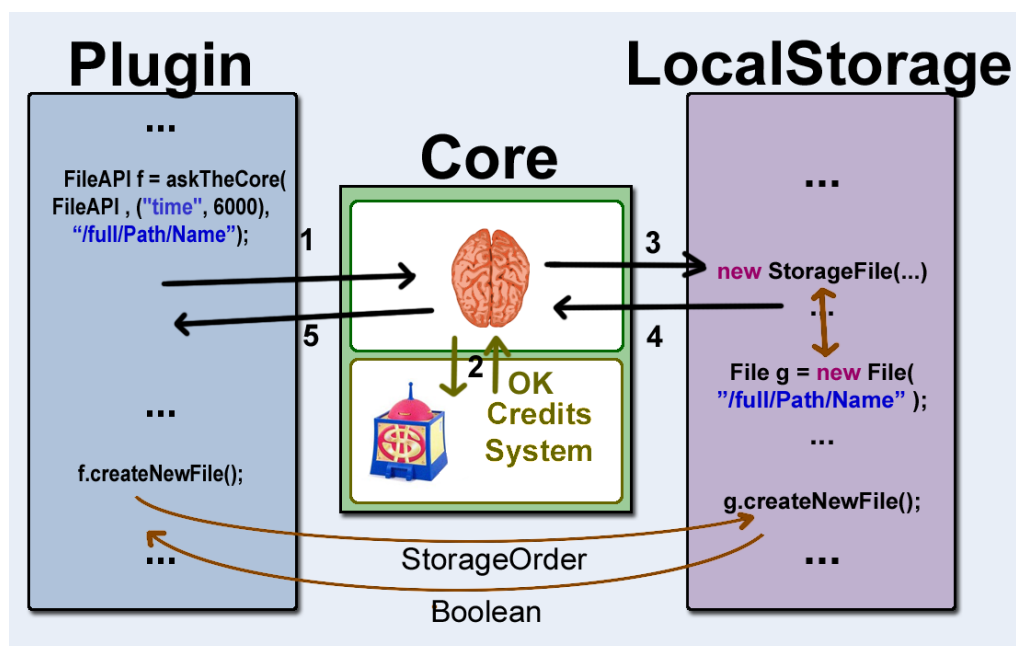 Plugin
...
FileAPI f = askTheCore(
FileAPI , ("time", 6000),
“/full/Path/Name”);
...
f.createNewFile();
...
1
5
Core
2
OK
Credits
System
3
4
LocalStorage
...
new StorageFile(...)
...
File g = new File(
”/full/Path/Name” );
...
g.createNewFile();
...
StorageOrder
Boolean